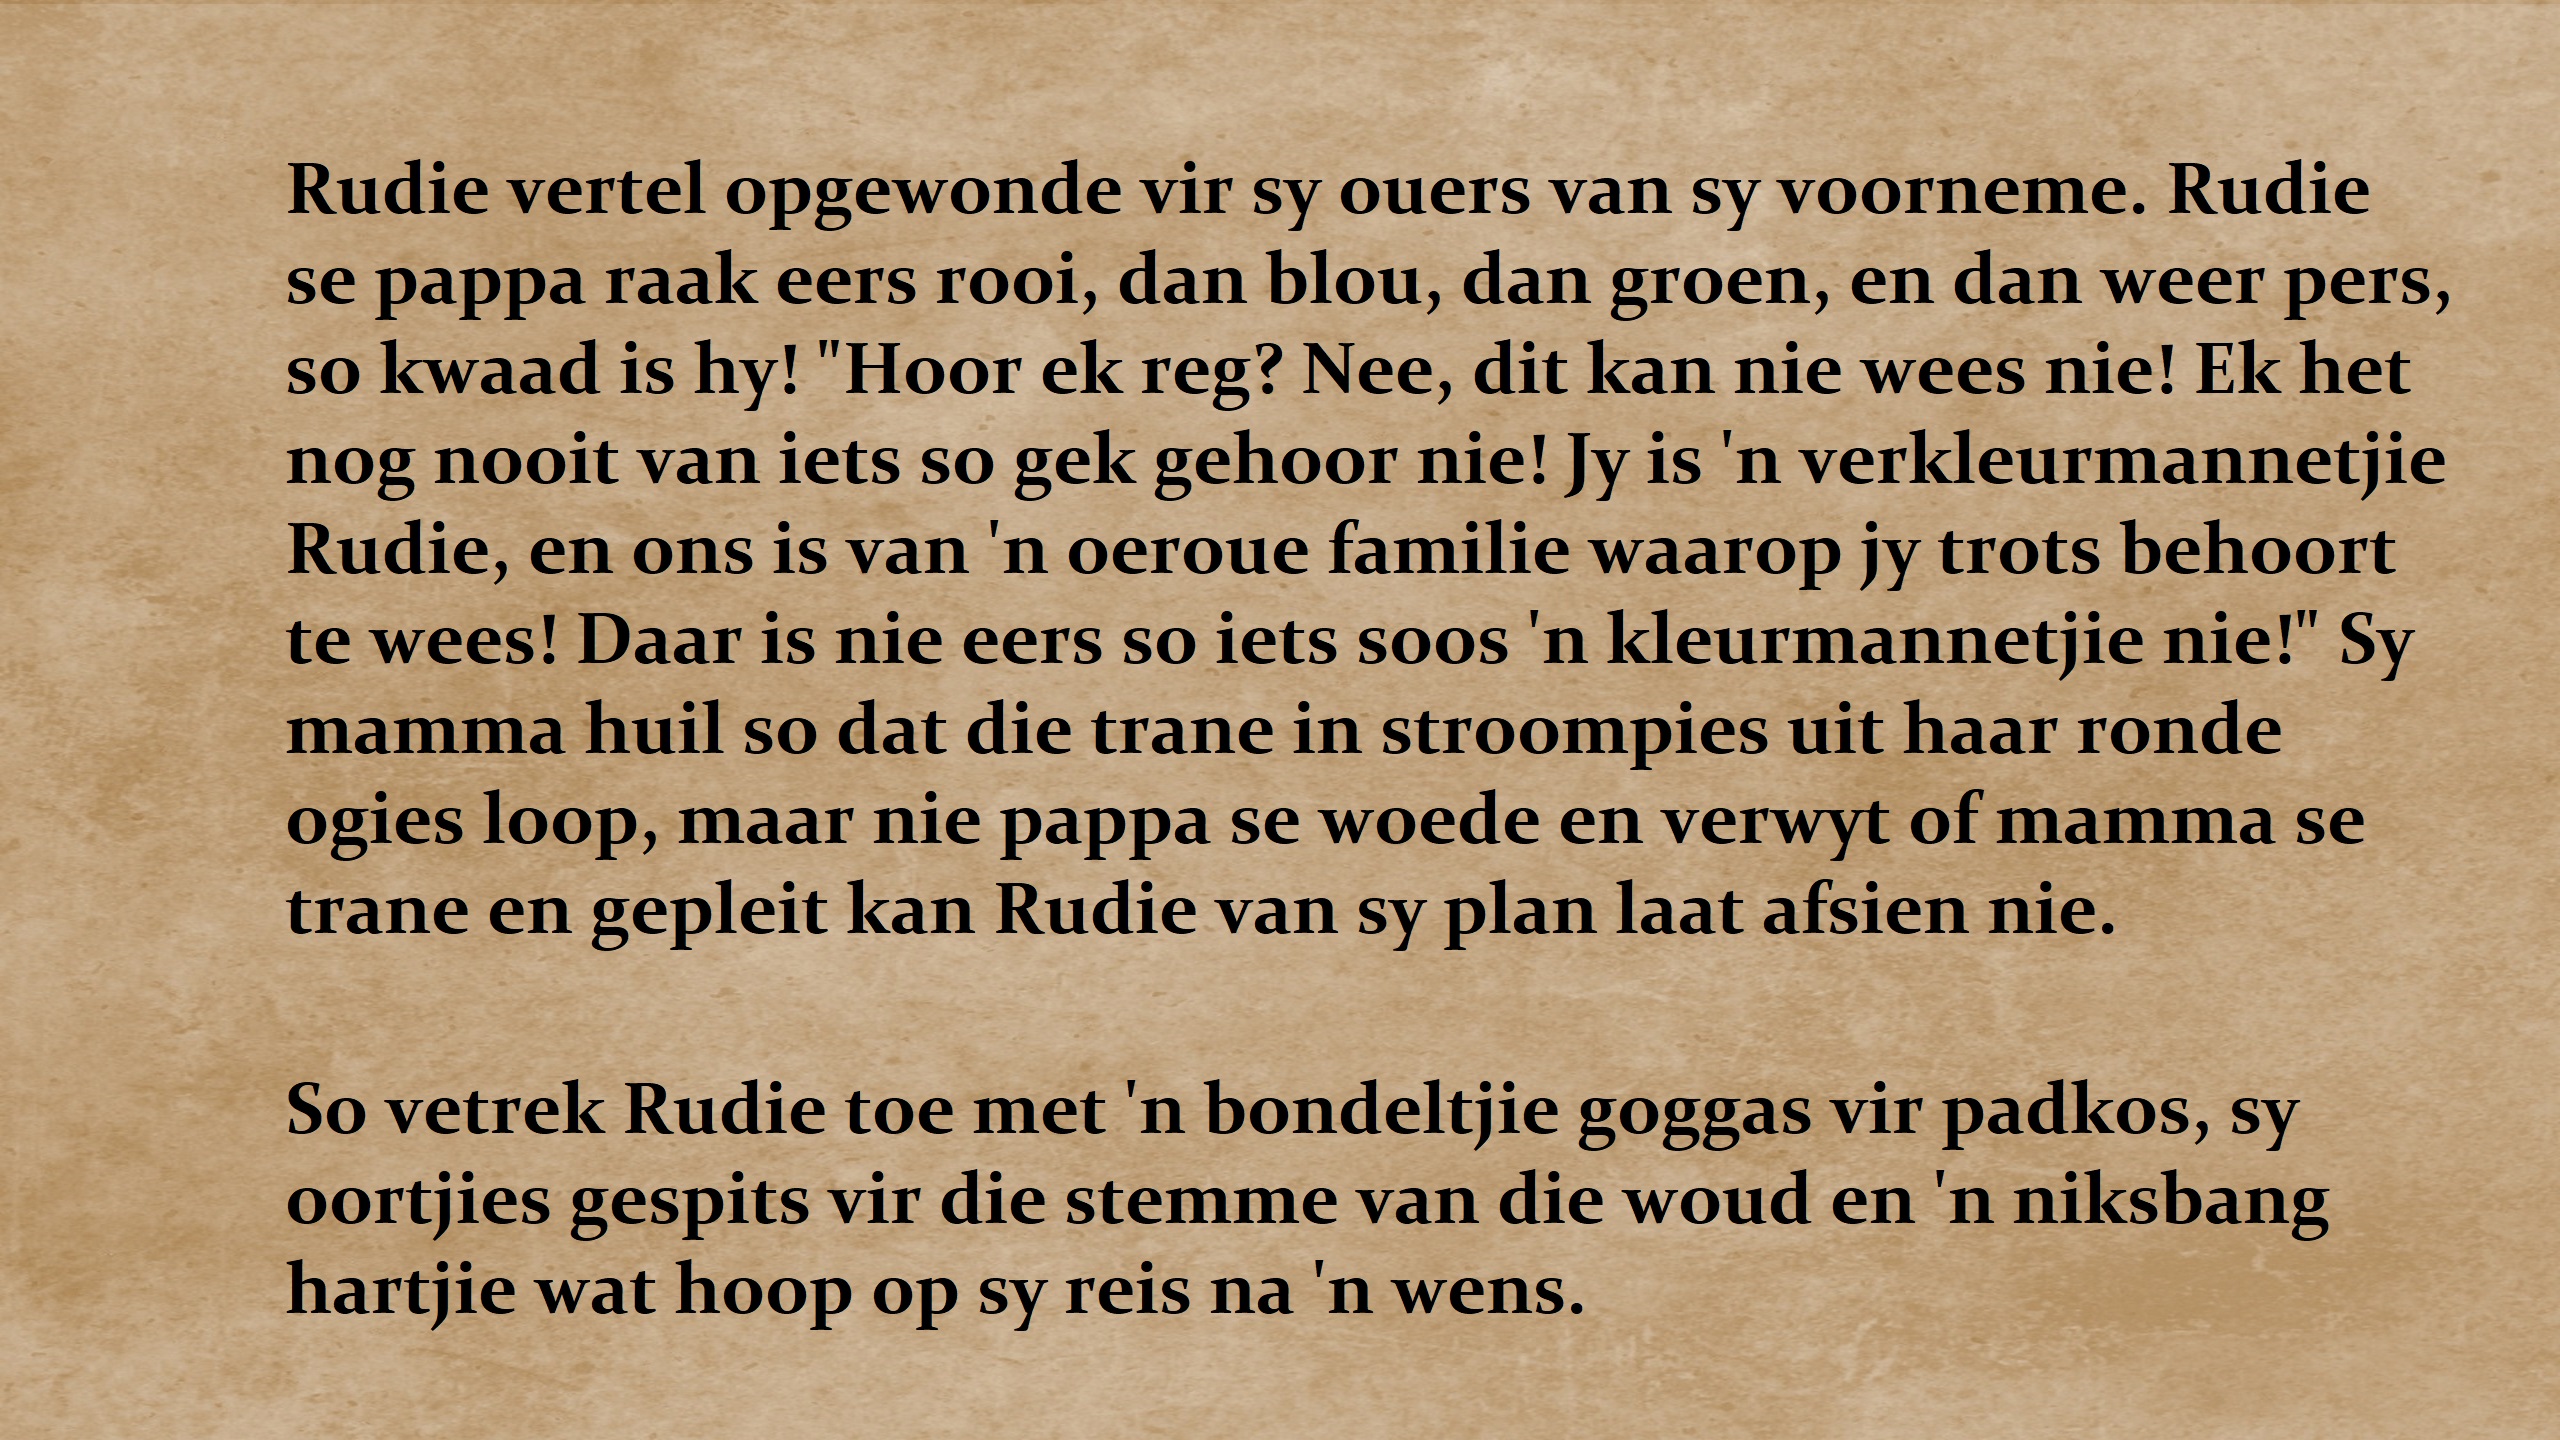 Rudie vertel opgewonde vir sy ouers van sy voorneme. Rudie
se pappa raak eers rooi, dan blou, dan groen, en dan weer pers,
so kwaad is hy! "Hoor ek reg? Nee, dit kan nie wees nie! Ek het
nog nooit van iets so gek gehoor nie! Jy is 'n verkleurmannetjie
Rudie, en ons is van 'n oeroue familie waarop jy trots behoort
te wees! Daar is nie eers so iets soos 'n kleurmannetjie nie!" Sy
mamma huil so dat die trane in stroompies uit haar ronde
ogies loop, maar nie pappa se woede en verwyt of mamma se
trane en gepleit kan Rudie van sy plan laat afsien nie.
So vetrek Rudie toe met 'n bondeltjie goggas vir padkos, sy
oortjies gespits vir die stemme van die woud en 'n niksbang
hartjie wat hoop op sy reis na 'n wens.